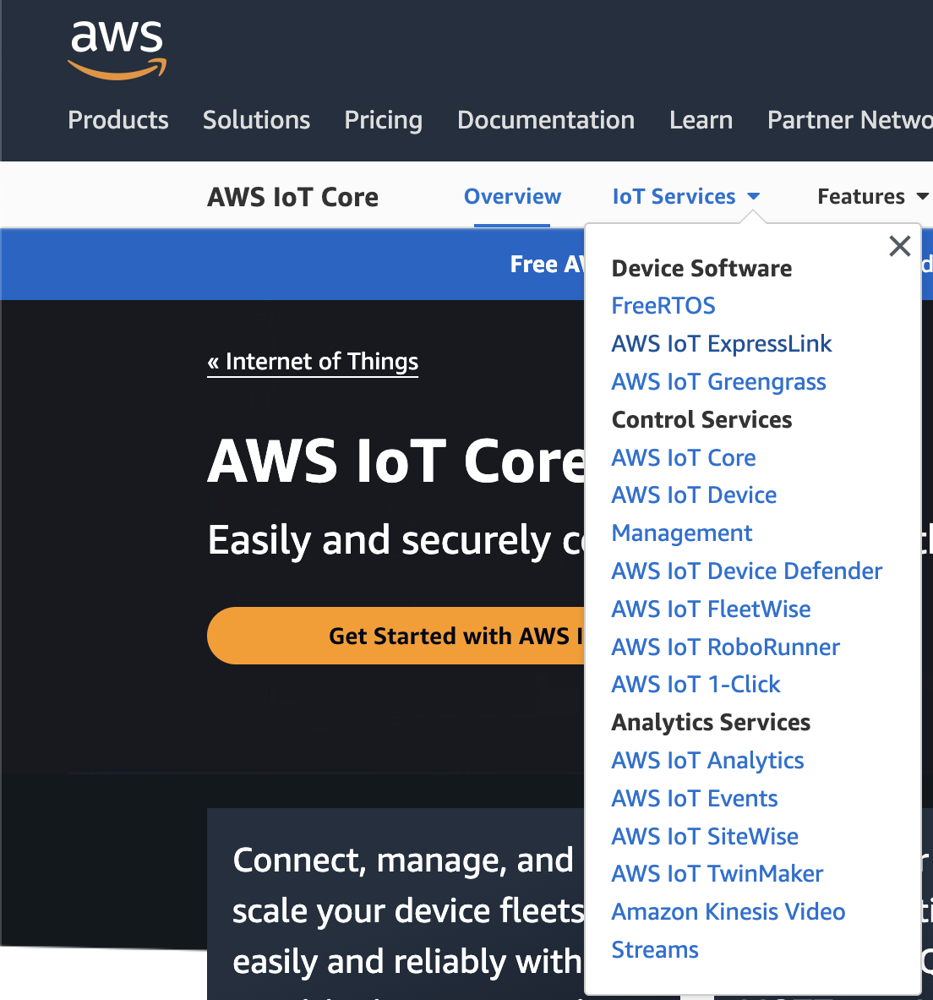 aws
Products Solutions Pricing Documentation Learn Partner Netwo
AWS IoT Core Overview IoT Services Features
Free AW
« Internet of Things
AWS IoT Core
Easily and securely co
Get Started with AWS I
Connect, manage, and
scale your device fleets
easily and reliably with
Device Software
FreeRTOS
AWS IoT ExpressLink
AWS IoT Greengrass
Control Services
AWS IoT Core
AWS IoT Device
Management
AWS IoT Device Defender
AWS IoT FleetWise
AWS IoT RoboRunner
AWS IoT 1-Click
Analytics Services
AWS IoT Analytics
AWS IoT Events
AWS IoT SiteWise
AWS IoT TwinMaker
Amazon Kinesis Video
Streams